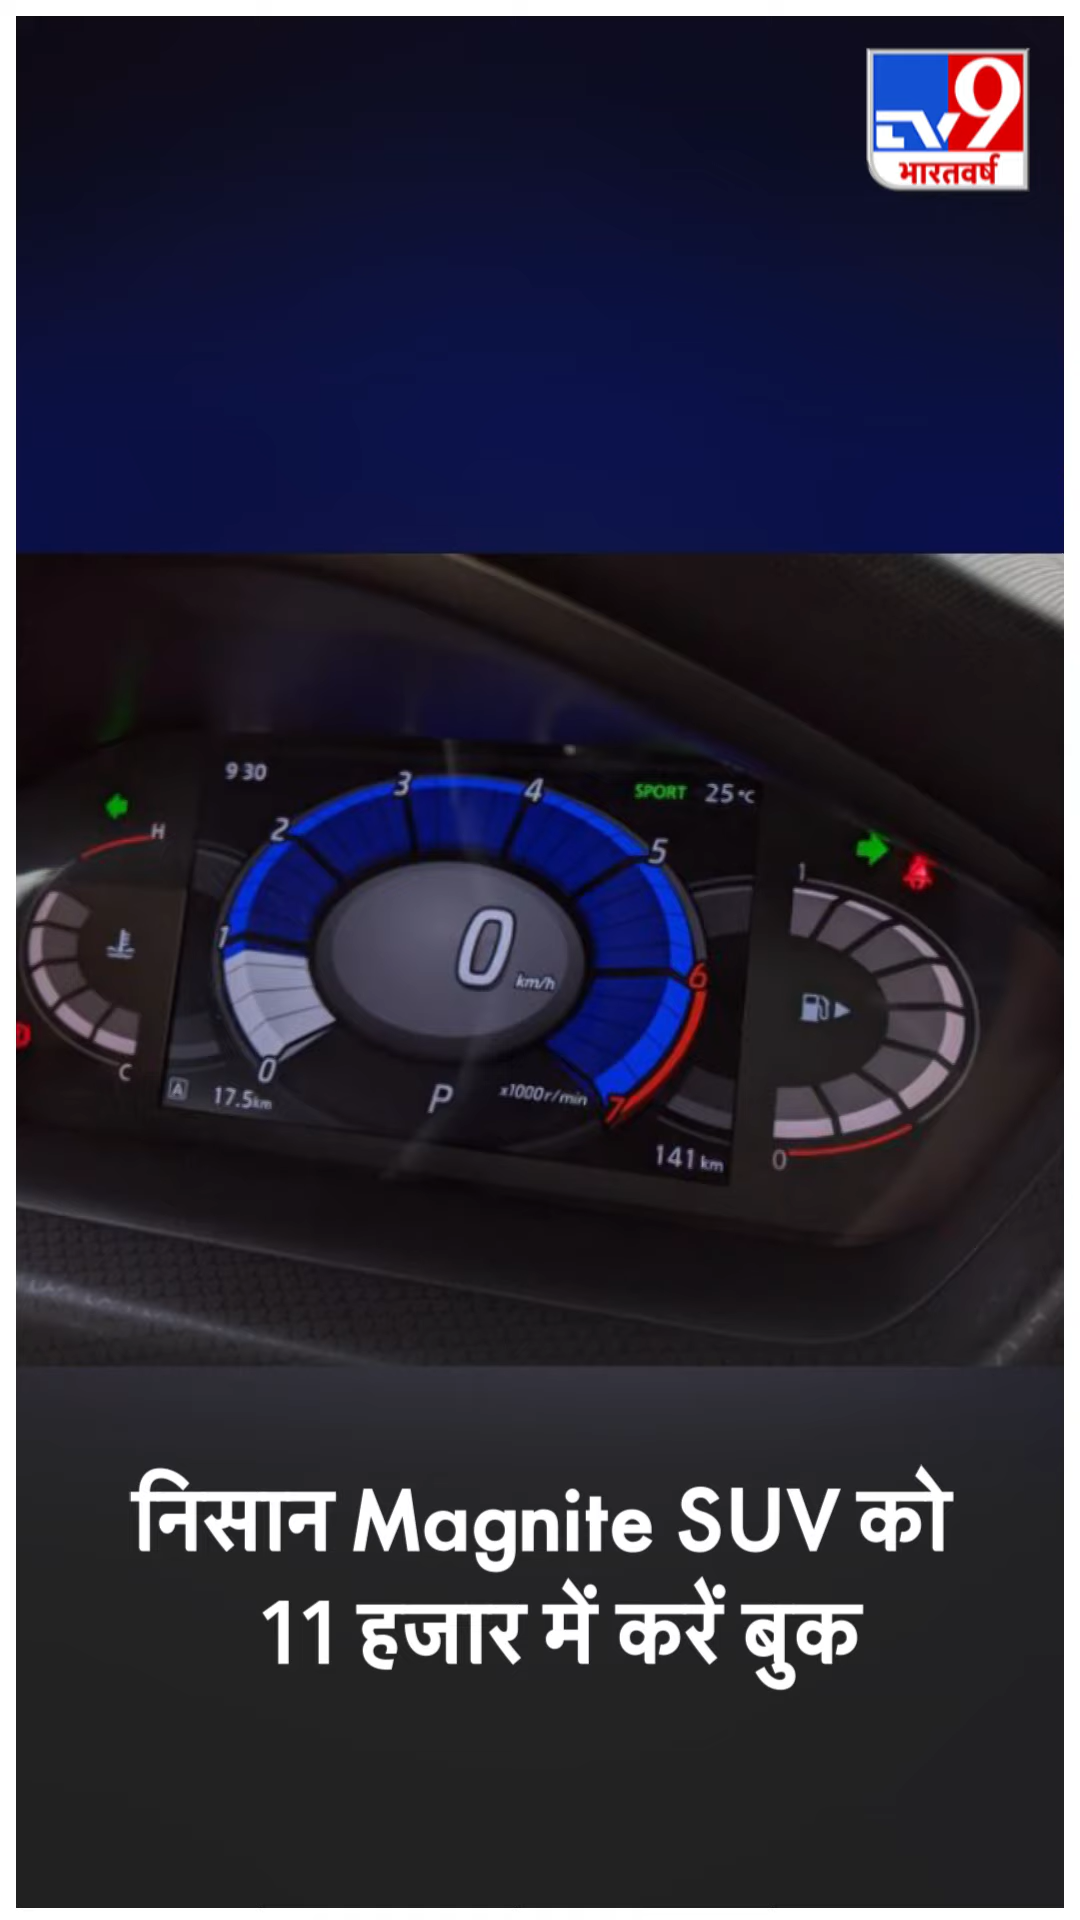 TV9
भारतवर्ष
9 30
SPORT 25°C
3 4
2 5
H
1
1
6
0 km/h
C
0
A 17.5km
P
x1000r/min
7
141 km
0
निसान Magnite SUV को
11 हजार में करें बुक